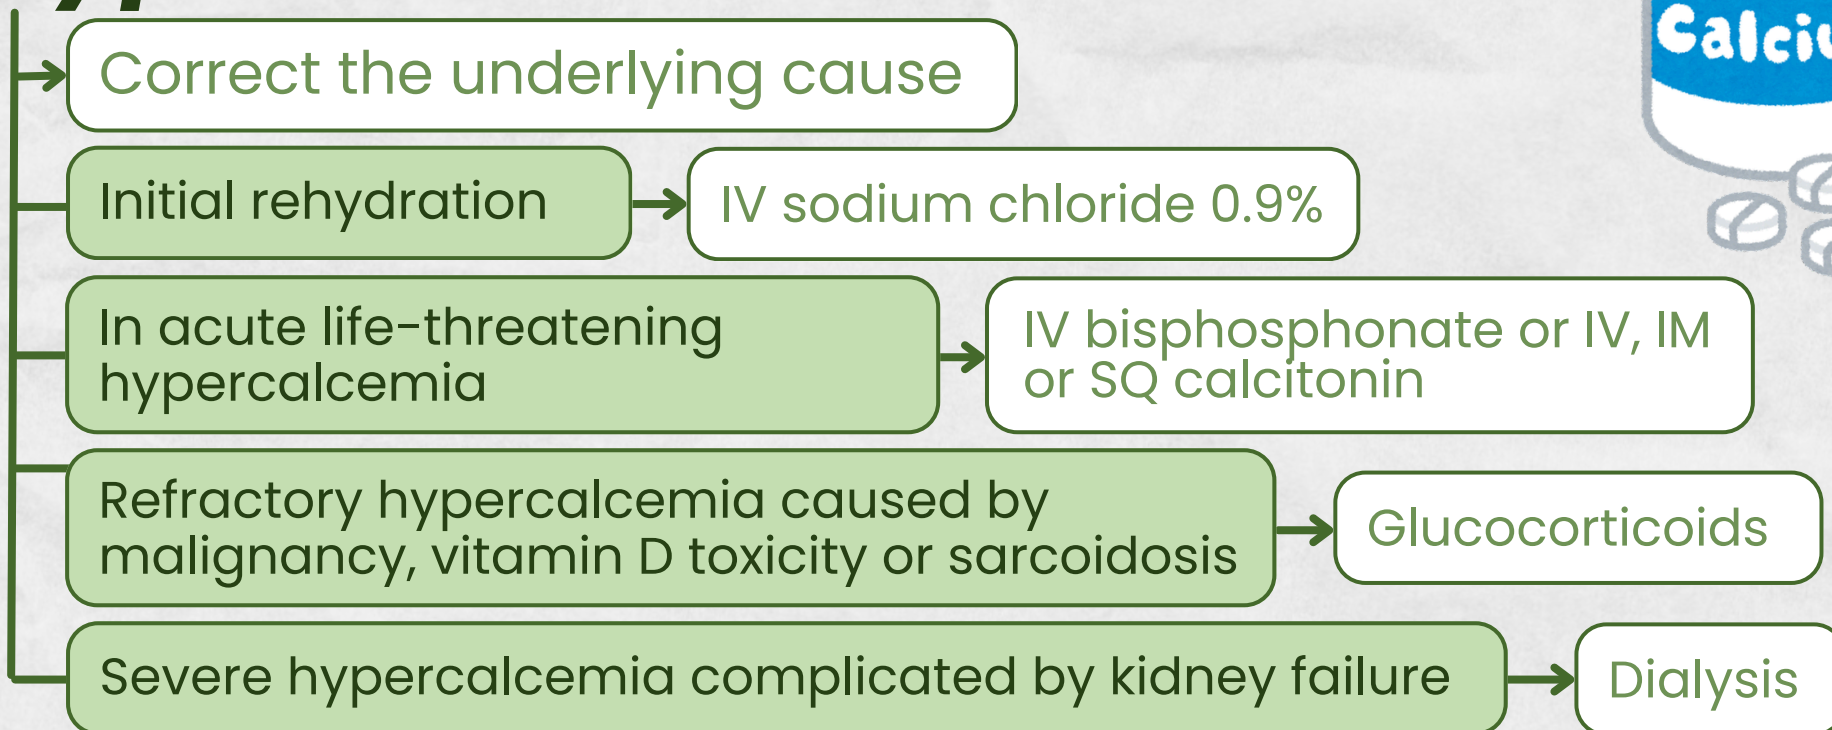 Correct the underlying cause
Initial rehydration
IV sodium chloride 0.9%
In acute life-threatening
hypercalcemia
IV bisphosphonate or IV, IM
or SQ calcitonin
Refractory hypercalcemia caused by
malignancy, vitamin D toxicity or sarcoidosis
Glucocorticoids
Severe hypercalcemia complicated by kidney failure
Dialysis